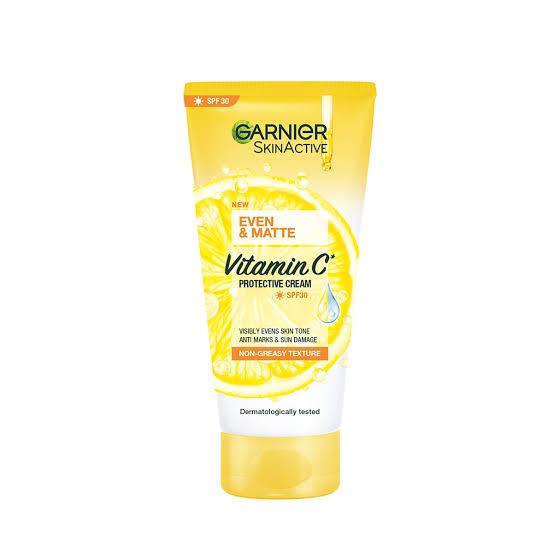 SPF 30
GARNIER
SKINACTIVE
NEW
EVEN
& MATTE
Vitamin C*
PROTECTIVE CREAM
SPF30
VISIBLY EVENS SKIN TONE
ANTI MARKS & SUN DAMAGE
NON-GREASY TEXTURE
Dermatologically tested